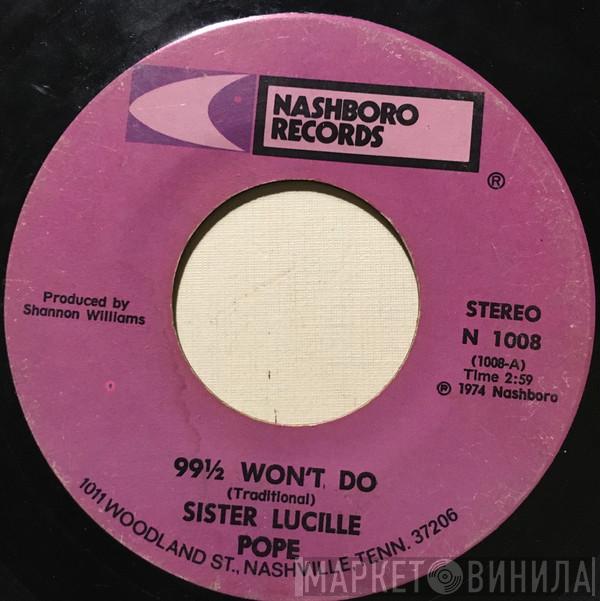 NASHBORO
RECORDS
®
Produced by
Shannon Williams
STEREO
N 1008
(1008-A)
Time 2:59
℗ 1974 Nashboro
99½ WON'T DO
(Traditional)
SISTER LUCILLE
POPE
1011 WOODLAND ST., NASHVILLE, TENN. 37206
МАРКЕТ ВИНИЛА